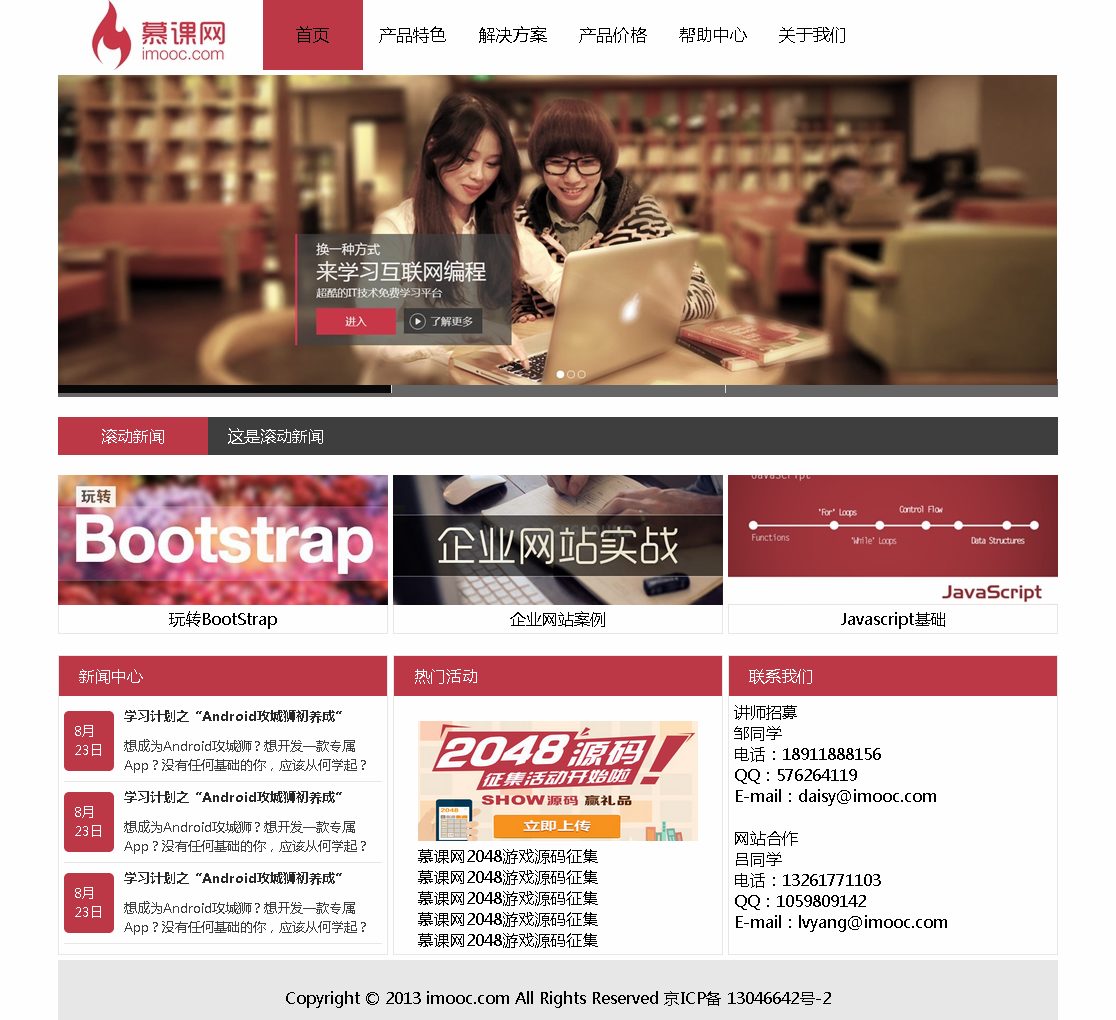 慕课网
imooc.com
首页
产品特色
解决方案
产品价格
帮助中心
关于我们
换一种方式
来学习互联网编程
超酷的IT技术免费学习平台
进入
了解更多
滚动新闻
这是滚动新闻
玩转
Bootstrap
玩转BootStrap
企业网站实战
企业网站案例
JavaScript
'For' Loops
Control Flow
Functions
'While' Loops
Data Structures
JavaScript
Javascript基础
新闻中心
8月
23日
学习计划之“Android攻城狮初养成”
想成为Android攻城狮？想开发一款专属
App？没有任何基础的你，应该从何学起？
8月
23日
学习计划之“Android攻城狮初养成”
想成为Android攻城狮？想开发一款专属
App？没有任何基础的你，应该从何学起？
8月
23日
学习计划之“Android攻城狮初养成”
想成为Android攻城狮？想开发一款专属
App？没有任何基础的你，应该从何学起？
热门活动
2048源码！
征集活动开始啦
SHOW源码 赢礼品
2048
立即上传
慕课网2048游戏源码征集
慕课网2048游戏源码征集
慕课网2048游戏源码征集
慕课网2048游戏源码征集
慕课网2048游戏源码征集
联系我们
讲师招募
邹同学
电话：18911888156
QQ：576264119
E-mail：daisy@imooc.com
网站合作
吕同学
电话：13261771103
QQ：1059809142
E-mail：lvyang@imooc.com
Copyright © 2013 imooc.com All Rights Reserved 京ICP备 13046642号-2